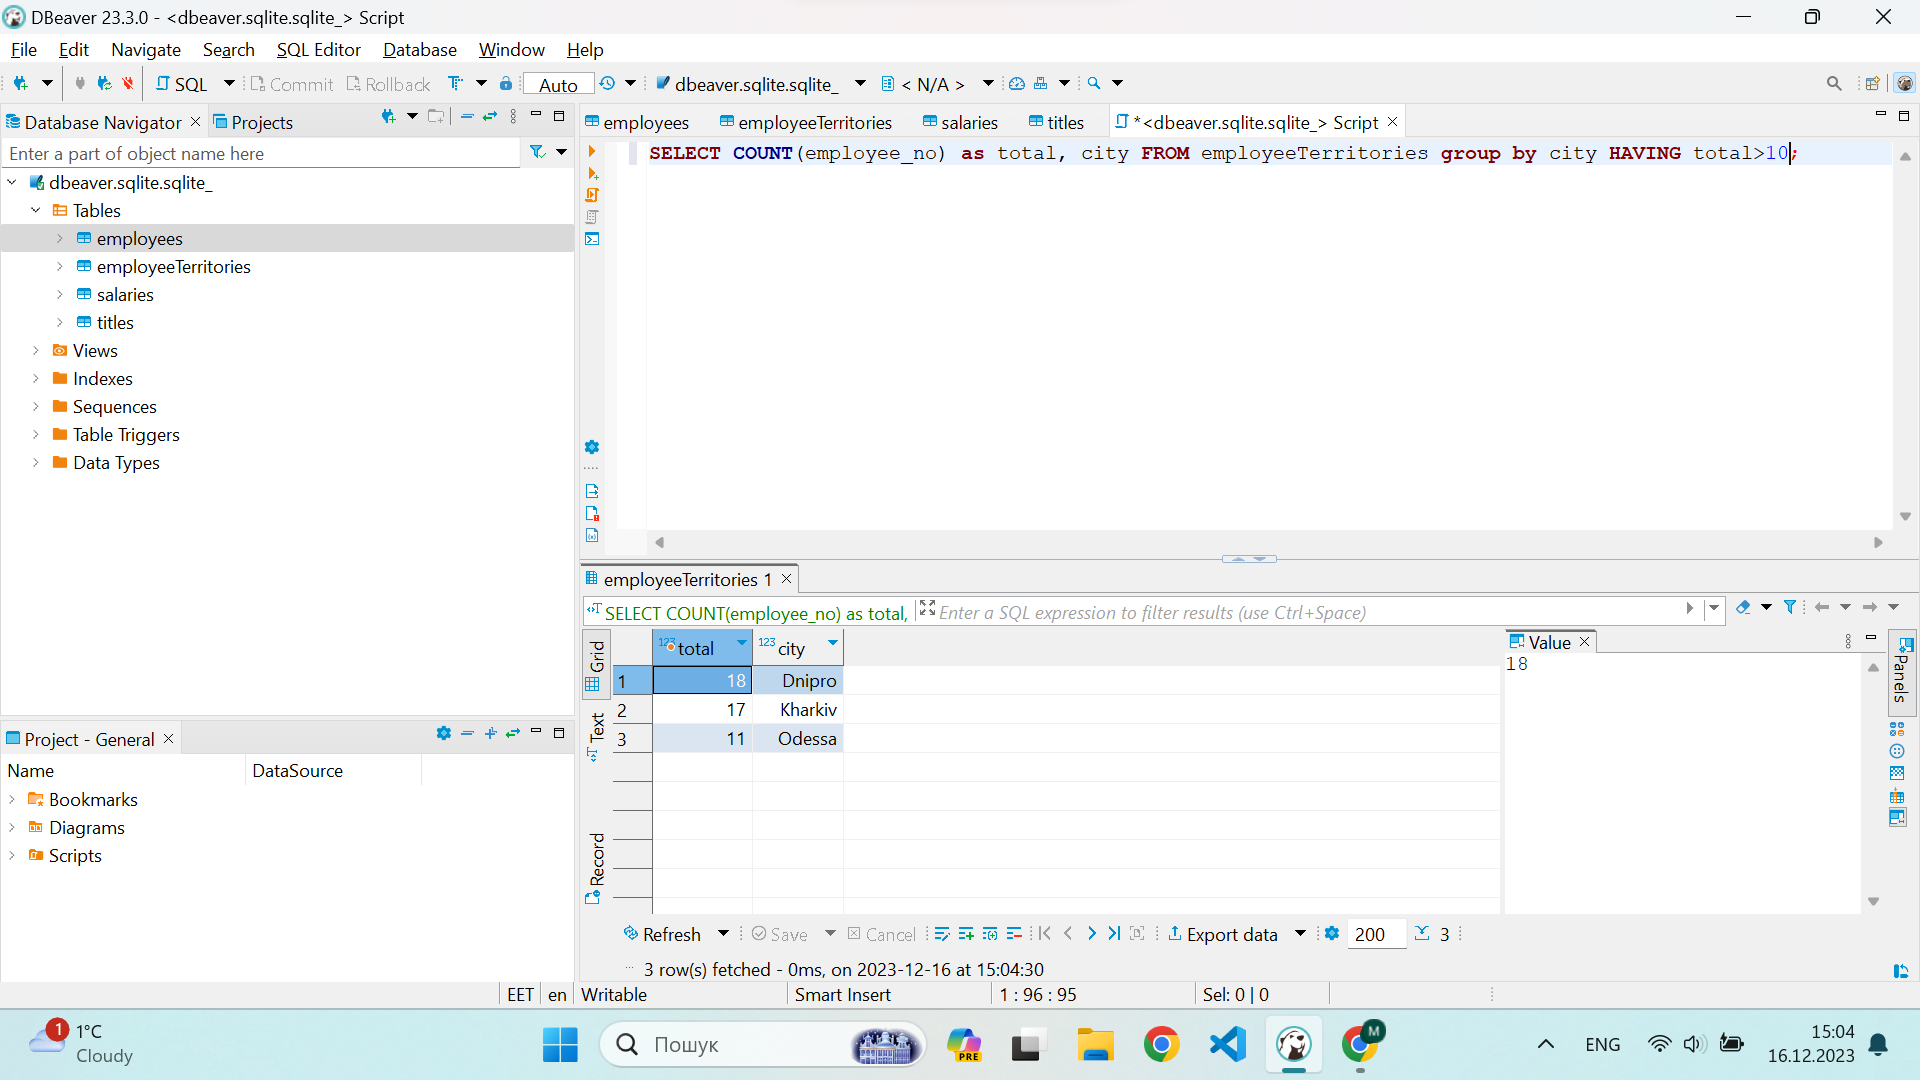 DBeaver 23.3.0 - <dbeaver.sqlite.sqlite_> Script
File Edit Navigate Search SQL Editor Database Window Help
SQL Commit Rollback Auto dbeaver.sqlite.sqlite_ < N/A >
Database Navigator Projects
Enter a part of object name here
dbeaver.sqlite.sqlite_
Tables
employees
employeeTerritories
salaries
titles
Views
Indexes
Sequences
Table Triggers
Data Types
Project - General
Name DataSource
Bookmarks
Diagrams
Scripts
employees employeeTerritories salaries titles *<dbeaver.sqlite.sqlite_> Script
SELECT COUNT(employee_no) as total, city FROM employeeTerritories group by city HAVING total>10;
employeeTerritories 1
SELECT COUNT(employee_no) as total, Enter a SQL expression to filter results (use Ctrl+Space)
Grid
Text
Record
123 total 123 city
1 18 Dnipro
2 17 Kharkiv
3 11 Odessa
Value
18
Panels
Refresh Save Cancel Export data 200 3
3 row(s) fetched - 0ms, on 2023-12-16 at 15:04:30
EET en Writable Smart Insert 1 : 96 : 95 Sel: 0 | 0
1 1°C
Cloudy
Пошук
PRE
M
ENG
15:04
16.12.2023